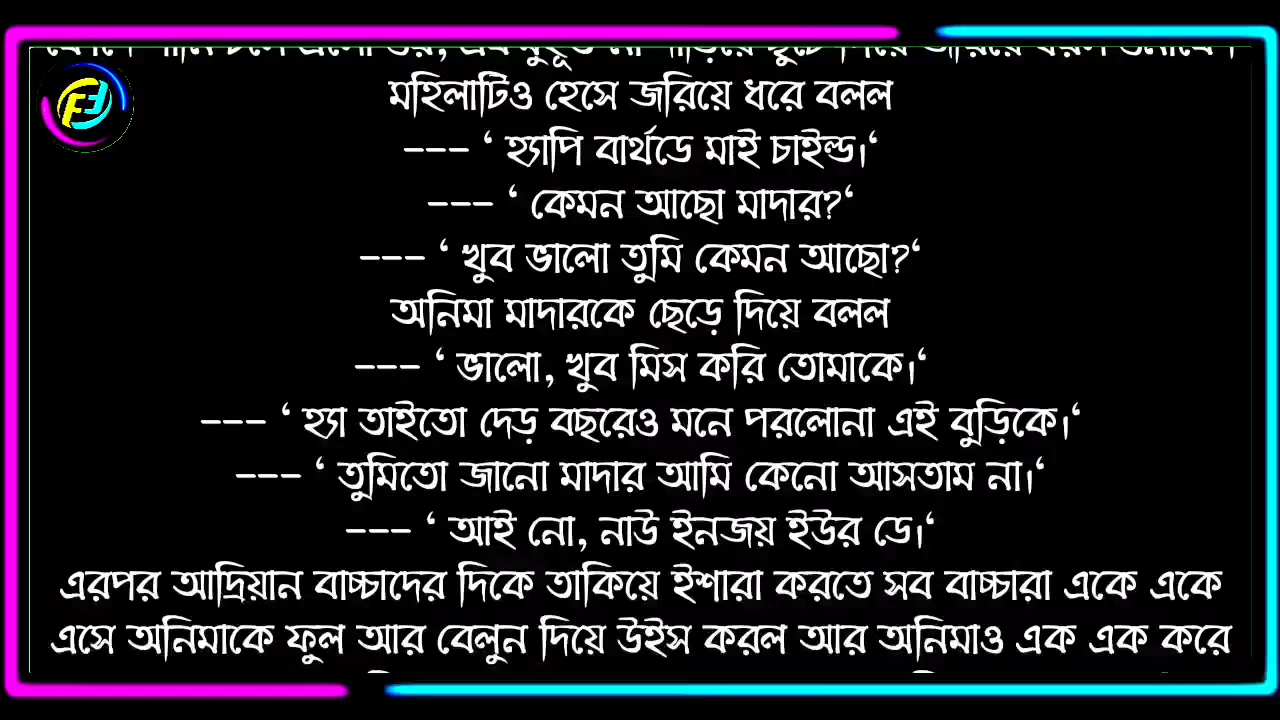 মহিলাটিও হেসে জরিয়ে ধরে বলল
--- ‘ হ্যাপি বার্থডে মাই চাইল্ড।‘
--- ‘ কেমন আছো মাদার?‘
--- ‘ খুব ভালো তুমি কেমন আছো?‘
অনিমা মাদারকে ছেড়ে দিয়ে বলল
--- ‘ ভালো, খুব মিস করি তোমাকে।‘
--- ‘ হ্যা তাইতো দেড় বছরেও মনে পরলোনা এই বুড়িকে।‘
--- ‘ তুমিতো জানো মাদার আমি কেনো আসতাম না।‘
--- ‘ আই নো, নাউ ইনজয় ইউর ডে।‘
এরপর আদ্রিয়ান বাচ্চাদের দিকে তাকিয়ে ইশারা করতে সব বাচ্চারা একে একে
এসে অনিমাকে ফুল আর বেলুন দিয়ে উইস করল আর অনিমাও এক এক করে